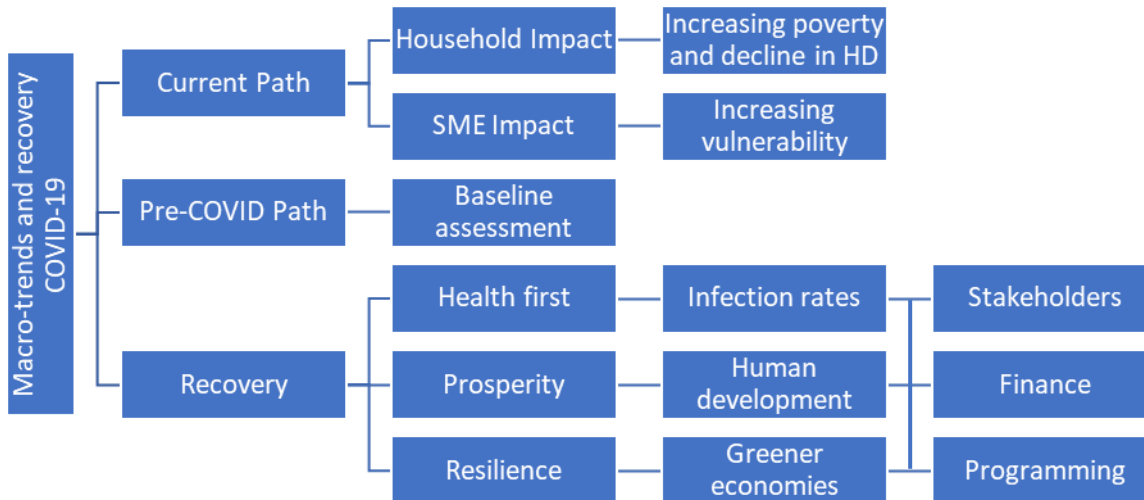 Macro-trends and recovery
COVID-19
Current Path
Household Impact
Increasing poverty
and decline in HD
SME Impact
Increasing
vulnerability
Pre-COVID Path
Baseline
assessment
Recovery
Health first
Infection rates
Stakeholders
Prosperity
Human
development
Finance
Resilience
Greener
economies
Programming